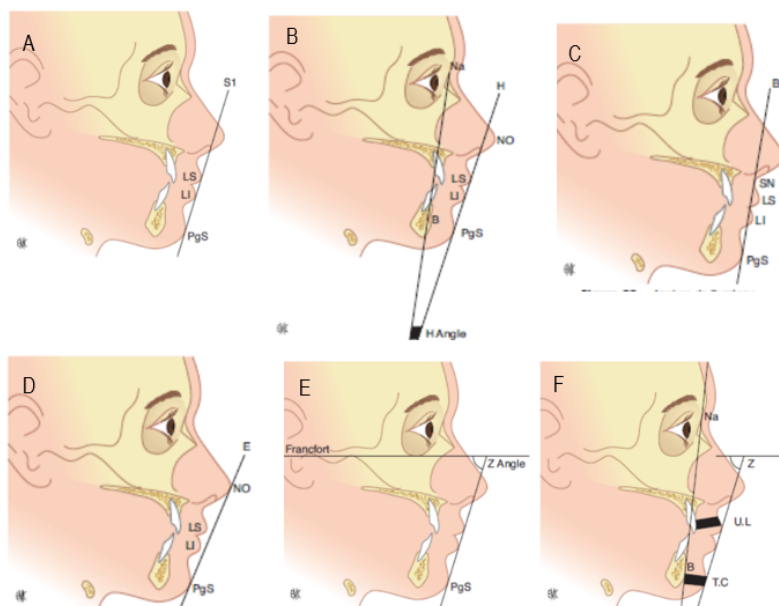 A
S1
LS
LI
PgS
B
Na
H
NO
LS
LI
B
PgS
H Angle
C
B
SN
LS
LI
PgS
D
E
NO
LS
LI
PgS
E
Francfort
Z Angle
PgS
F
Na
Z
U.L
B
T.C